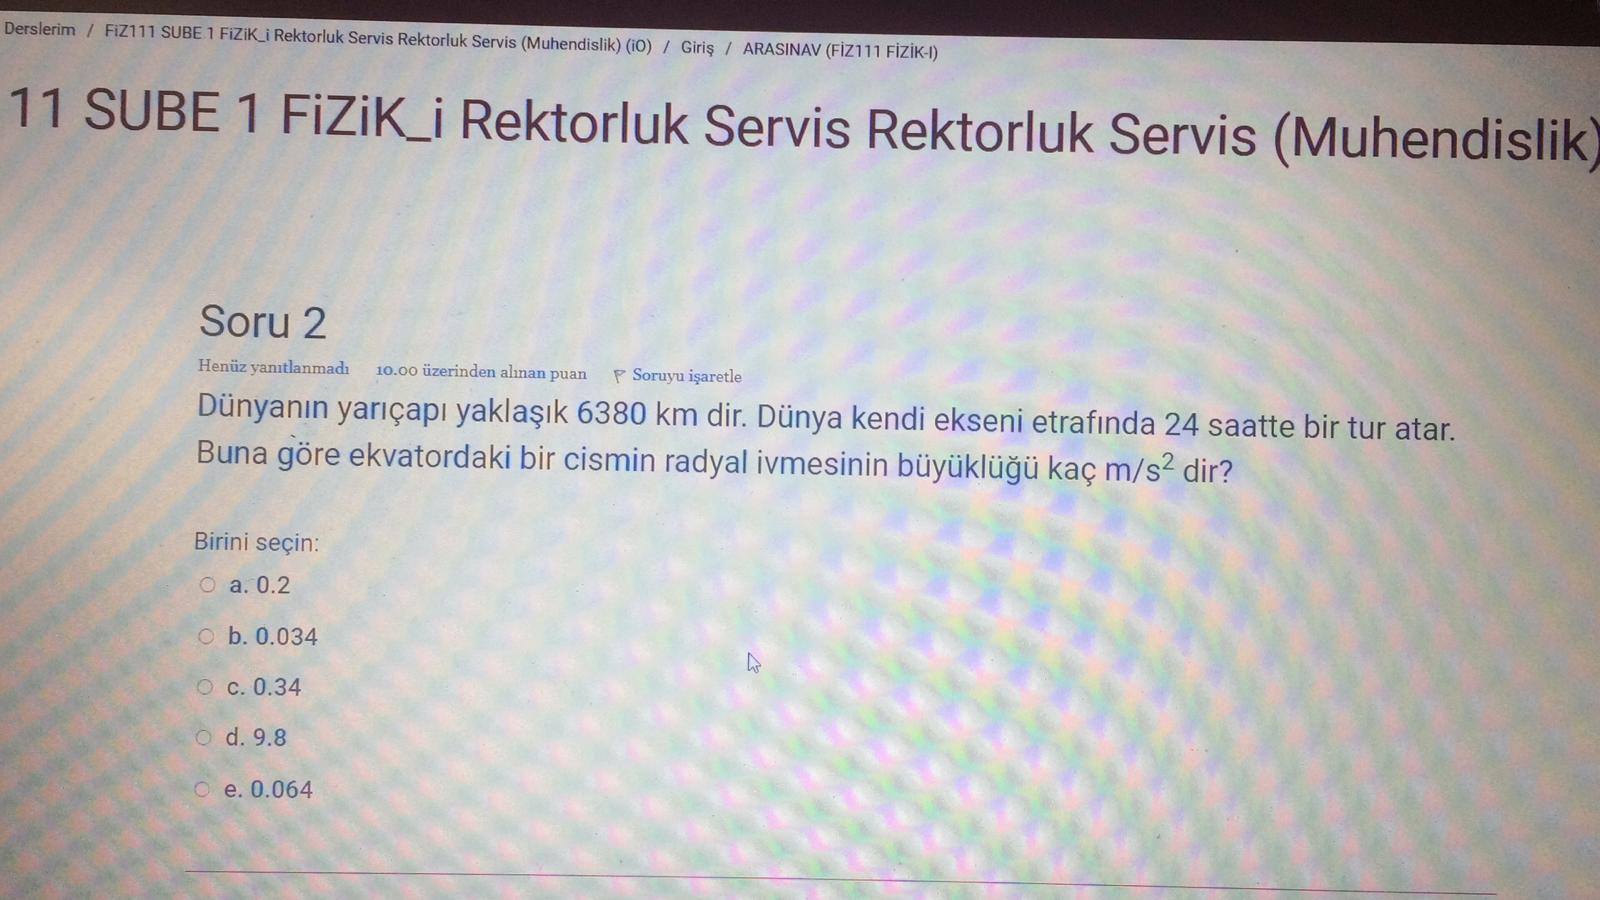 Derslerim / FiZ111 SUBE 1 FiZiK_i Rektorluk Servis Rektorluk Servis (Muhendislik) (iO) / Giriş / ARASINAV (FİZ111 FİZİK-I)
11 SUBE 1 FiZiK_i Rektorluk Servis Rektorluk Servis (Muhendislik)
Soru 2
Henüz yanıtlanmadı 10.00 üzerinden alınan puan Soruyu işaretle
Dünyanın yarıçapı yaklaşık 6380 km dir. Dünya kendi ekseni etrafında 24 saatte bir tur atar.
Buna göre ekvatordaki bir cismin radyal ivmesinin büyüklüğü kaç m/s² dir?
Birini seçin:
a. 0.2
b. 0.034
c. 0.34
d. 9.8
e. 0.064